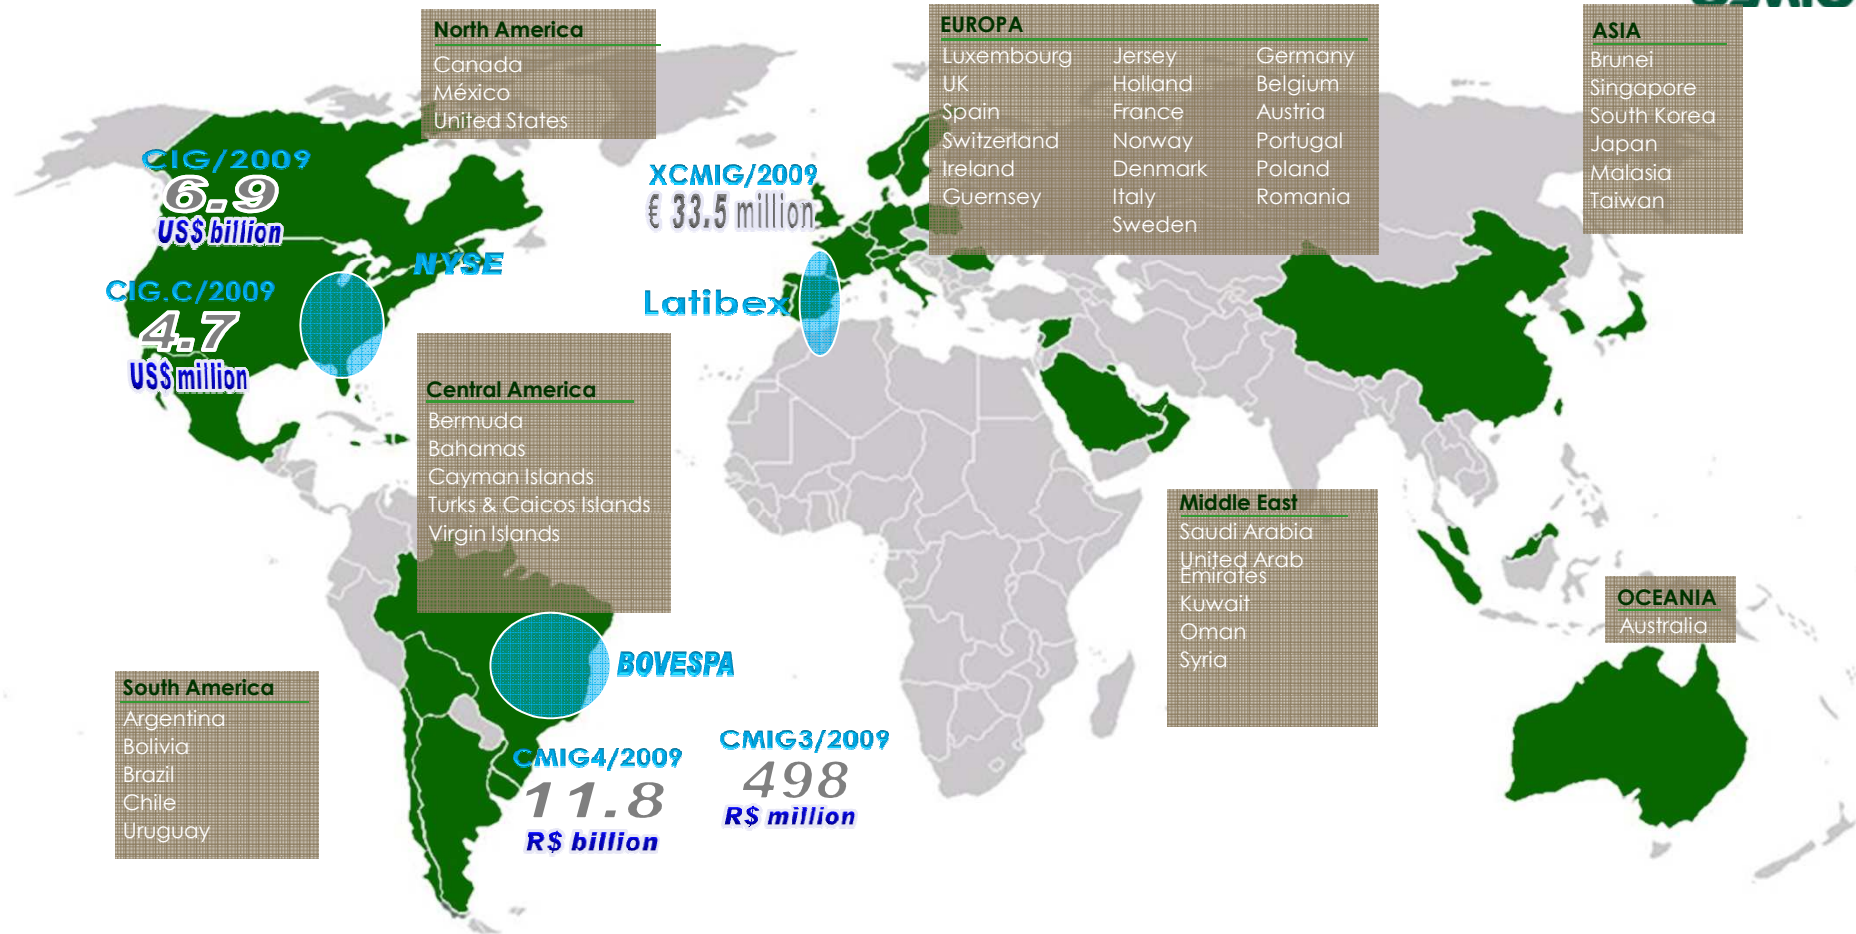 North America
Canada
México
United States
EUROPA
Luxembourg Jersey Germany
UK Holland Belgium
Spain France Austria
Switzerland Norway Portugal
Ireland Denmark Poland
Guernsey Italy Romania
Sweden
ASIA
Brunei
Singapore
South Korea
Japan
Malasia
Taiwan
CIG/2009
6.9
US$ billion
NYSE
CIG.C/2009
4.7
US$ million
XCMIG/2009
€ 33.5 million
Latibex
Central America
Bermuda
Bahamas
Cayman Islands
Turks & Caicos Islands
Virgin Islands
Middle East
Saudi Arabia
United Arab
Emirates
Kuwait
Oman
Syria
OCEANIA
Australia
BOVESPA
South America
Argentina
Bolivia
Brazil
Chile
Uruguay
CMIG4/2009
11.8
R$ billion
CMIG3/2009
498
R$ million